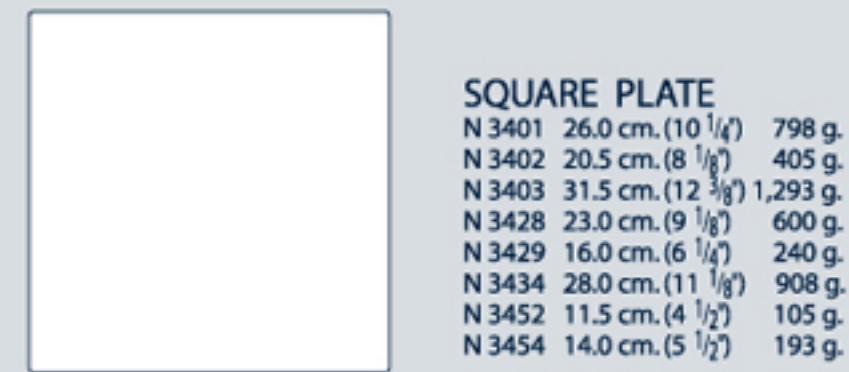 SQUARE PLATE
N 3401 26.0 cm. (10 1/4") 798 g.
N 3402 20.5 cm. (8 1/8") 405 g.
N 3403 31.5 cm. (12 3/8") 1,293 g.
N 3428 23.0 cm. (9 1/8") 600 g.
N 3429 16.0 cm. (6 1/4") 240 g.
N 3434 28.0 cm. (11 1/8") 908 g.
N 3452 11.5 cm. (4 1/2") 105 g.
N 3454 14.0 cm. (5 1/2") 193 g.